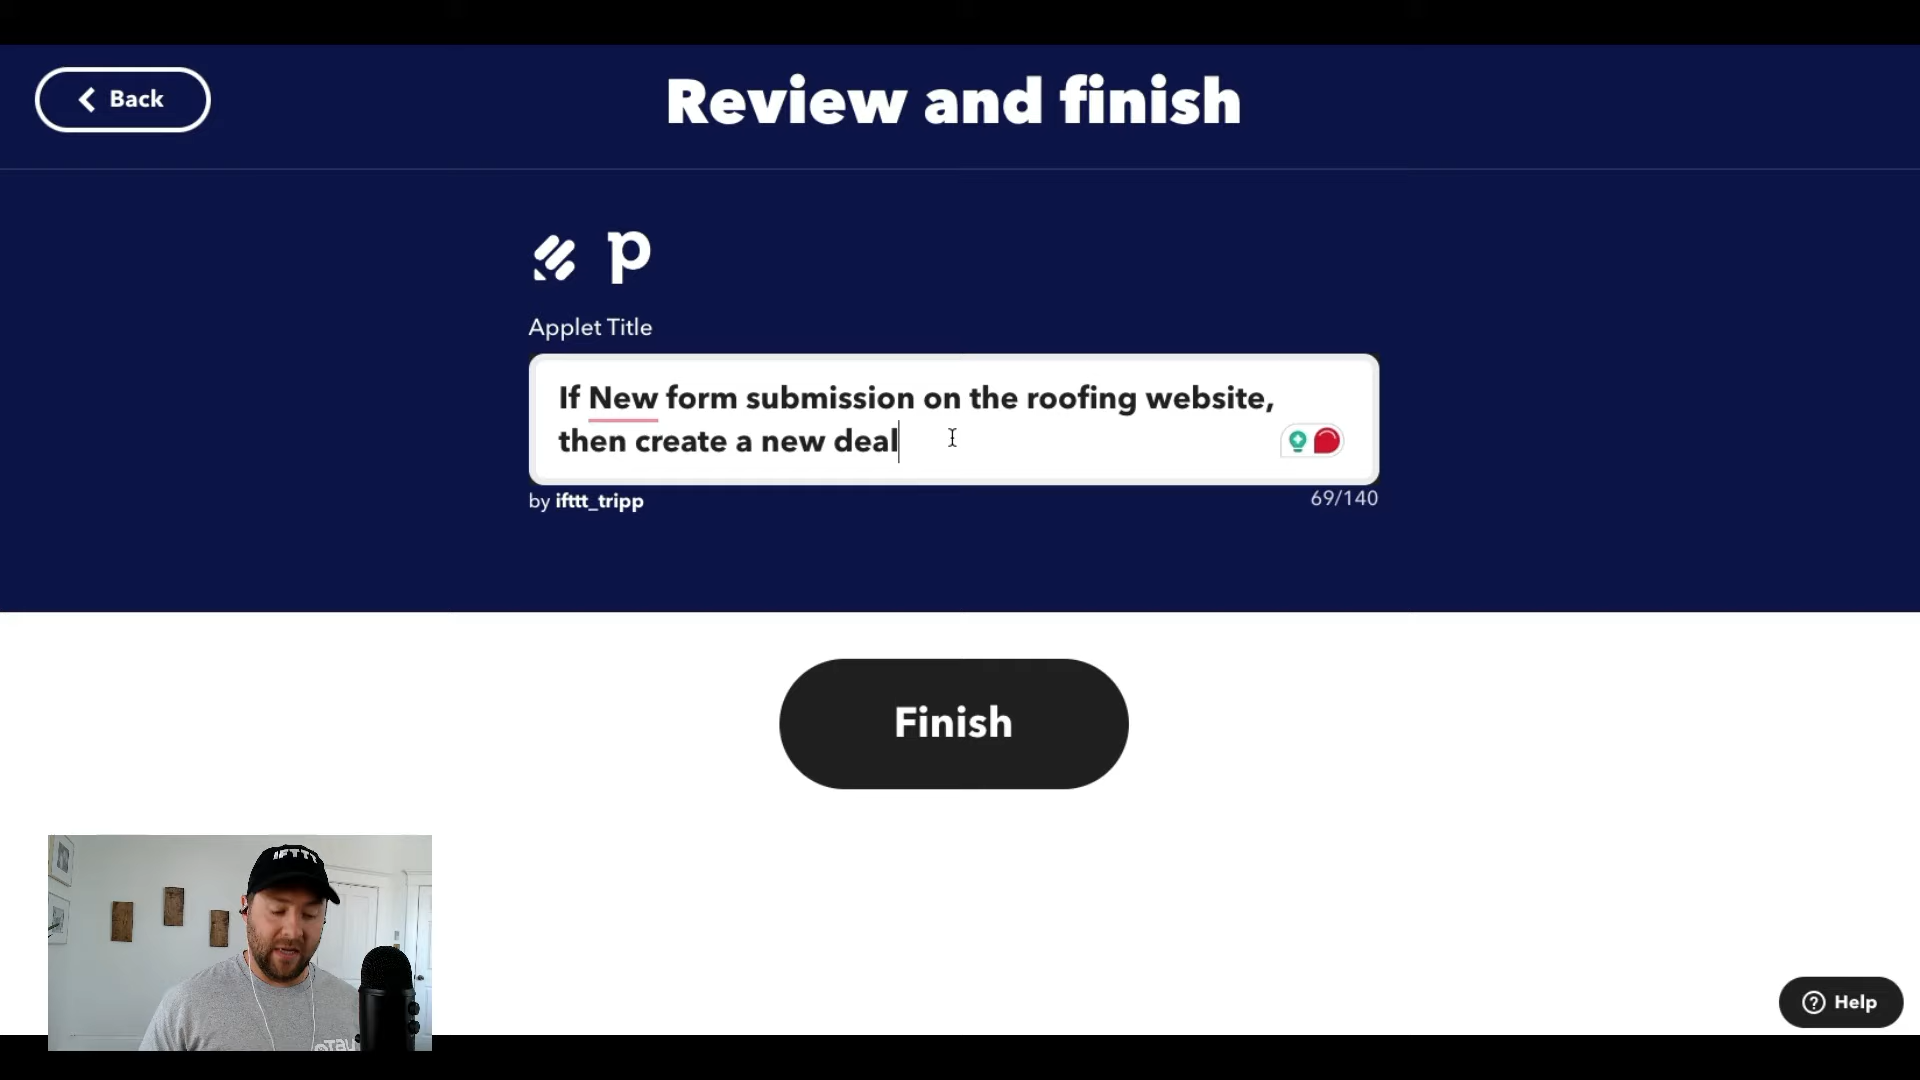 Back
Review and finish
p
Applet Title
If New form submission on the roofing website,
then create a new deal
by ifttt_tripp
69/140
Finish
IFTTT
Help